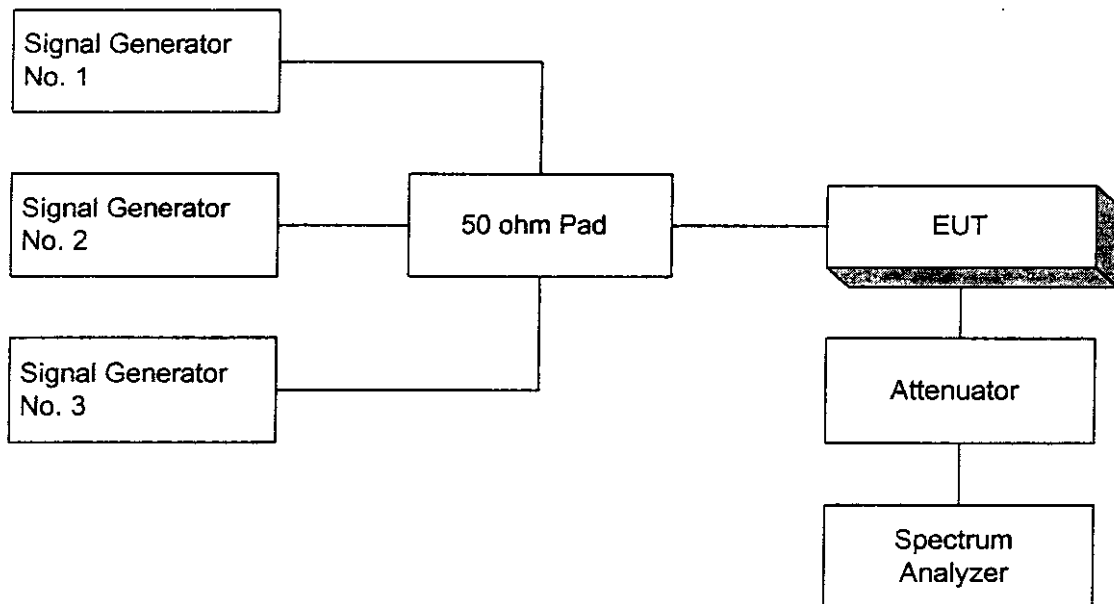 Signal Generator
No. 1
Signal Generator
No. 2
50 ohm Pad
EUT
Signal Generator
No. 3
Attenuator
Spectrum
Analyzer